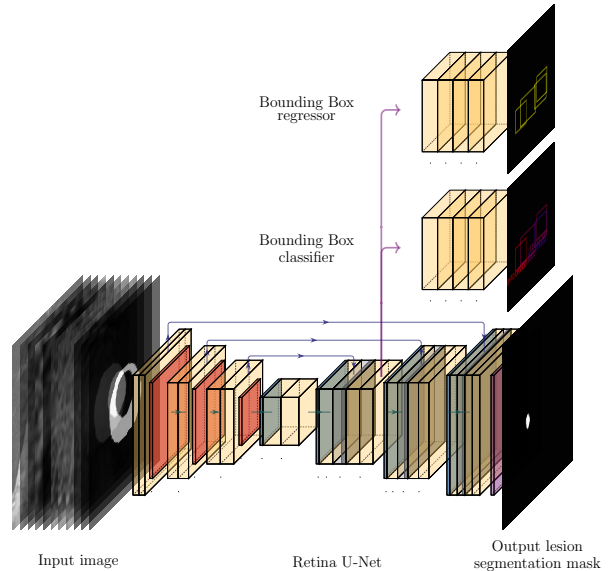 Bounding Box
regressor
Bounding Box
classifier
Input image
Retina U-Net
Output lesion
segmentation mask